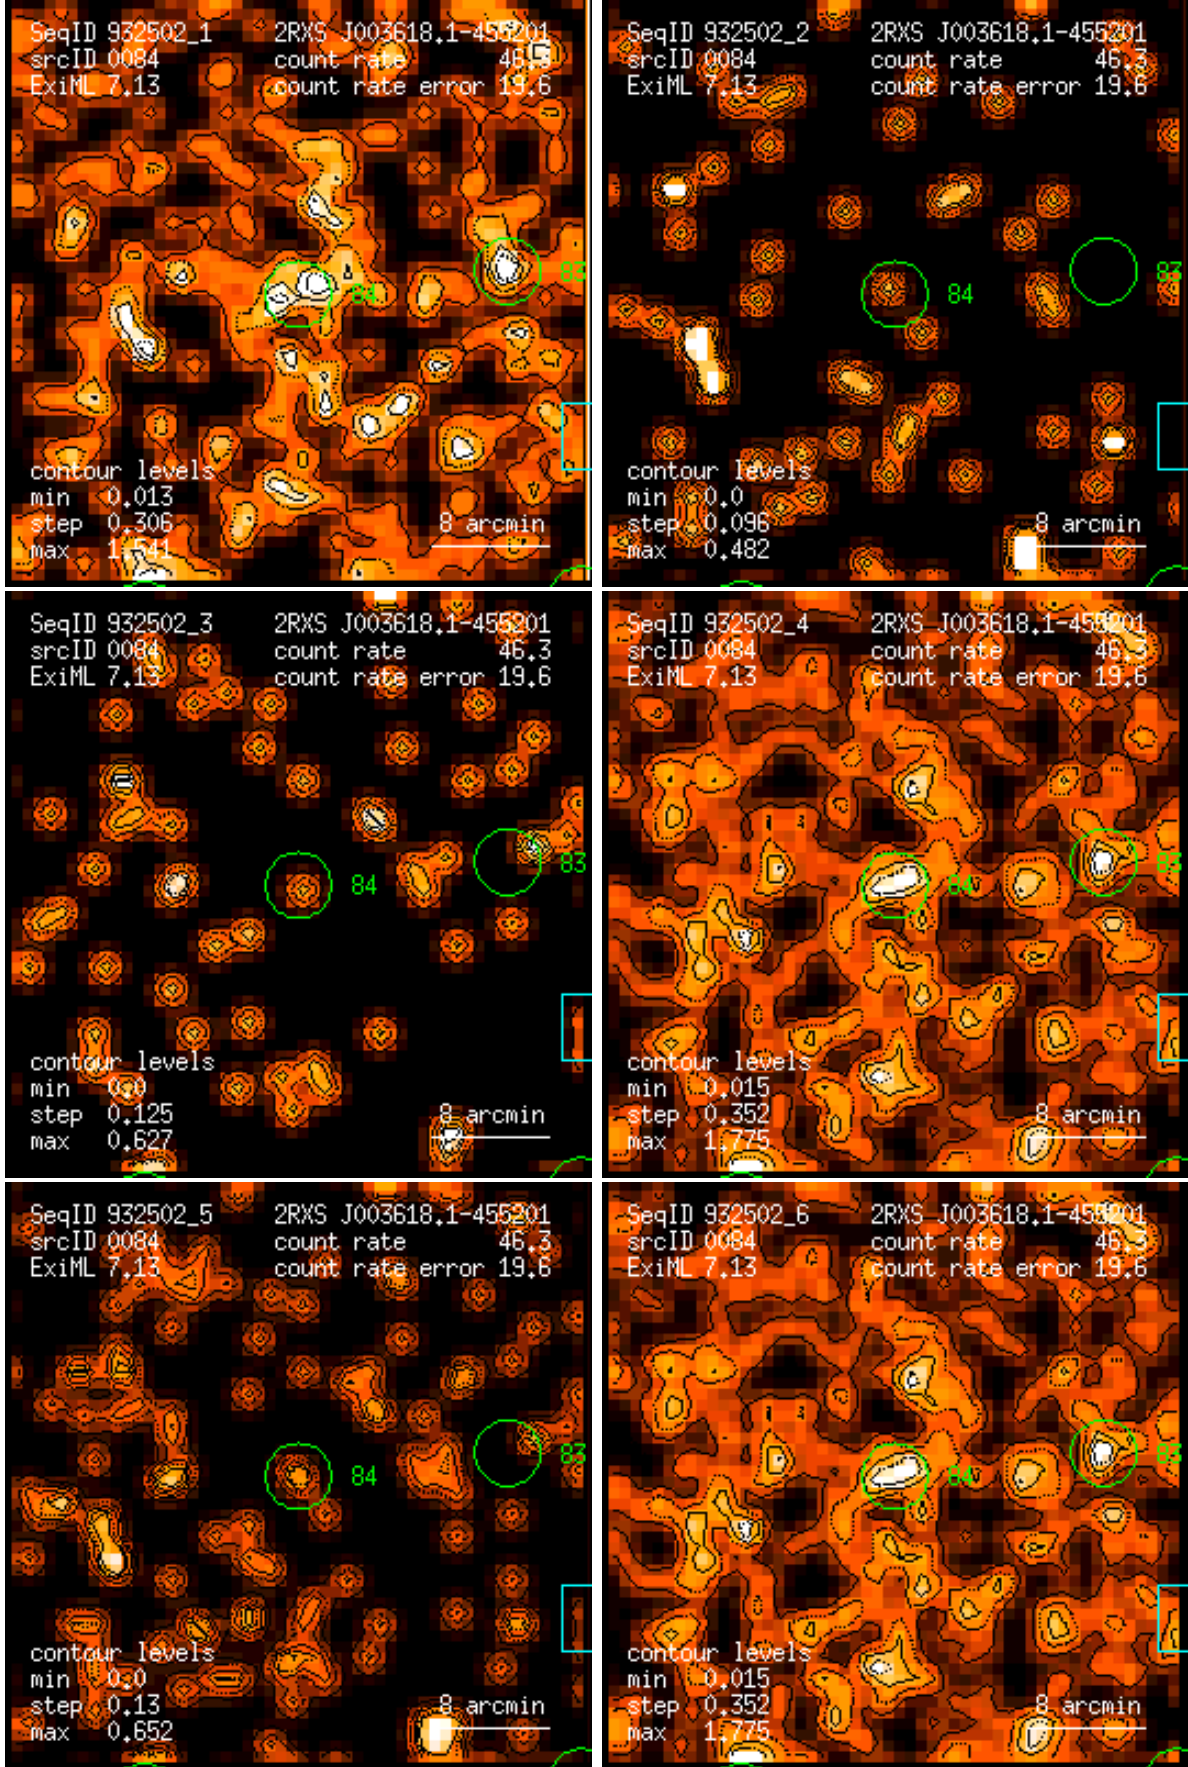 SeqID 932502_1 2RXS J003618.1-455201
srcID 0084 count rate 46.3
ExiML 7.13 count rate error 19.6
83
84
contour levels
min 0.013
step 0.306 8 arcmin
max 1.541
SeqID 932502_2 2RXS J003618.1-455201
srcID 0084 count rate 46.3
ExiML 7.13 count rate error 19.6
83
84
contour levels
min 0.0
step 0.096 8 arcmin
max 0.482
SeqID 932502_3 2RXS J003618.1-455201
srcID 0084 count rate 46.3
ExiML 7.13 count rate error 19.6
83
84
contour levels
min 0.0
step 0.125 8 arcmin
max 0.627
SeqID 932502_4 2RXS J003618.1-455201
srcID 0084 count rate 46.3
ExiML 7.13 count rate error 19.6
83
84
contour levels
min 0.015
step 0.352 8 arcmin
max 1.775
SeqID 932502_5 2RXS J003618.1-455201
srcID 0084 count rate 46.3
ExiML 7.13 count rate error 19.6
83
84
contour levels
min 0.0
step 0.13 8 arcmin
max 0.652
SeqID 932502_6 2RXS J003618.1-455201
srcID 0084 count rate 46.3
ExiML 7.13 count rate error 19.6
83
84
contour levels
min 0.015
step 0.352 8 arcmin
max 1.775